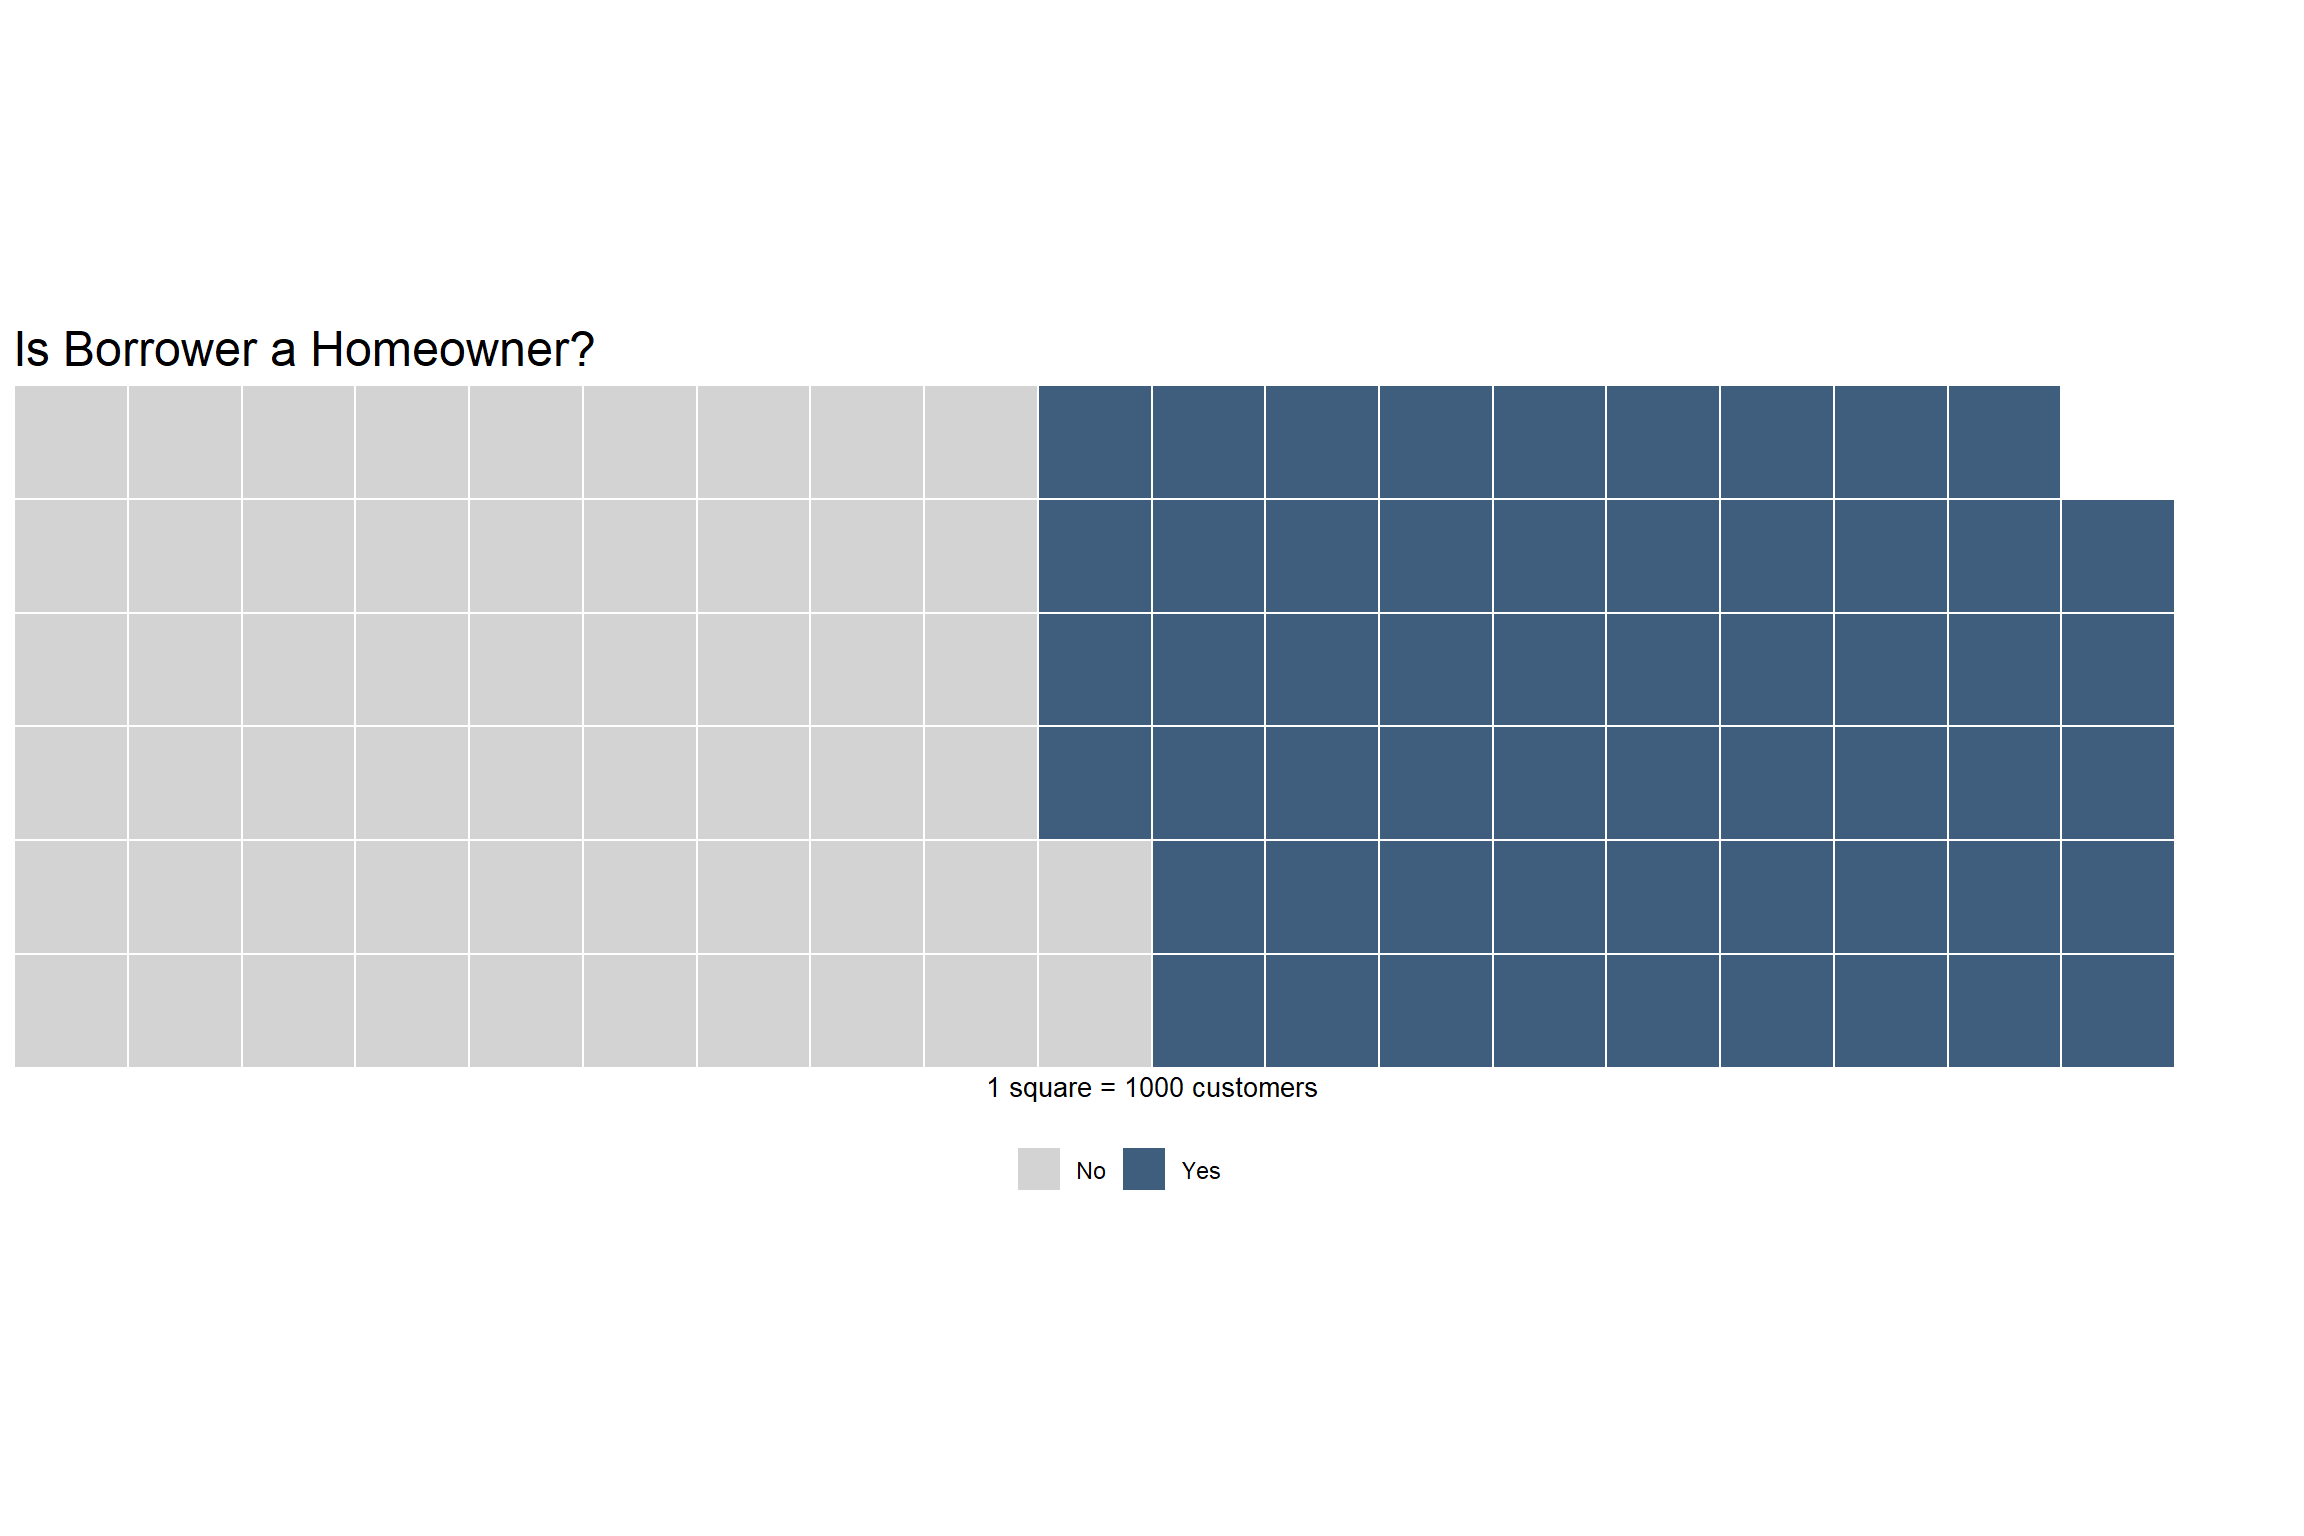 Is Borrower a Homeowner?
1 square = 1000 customers
No Yes